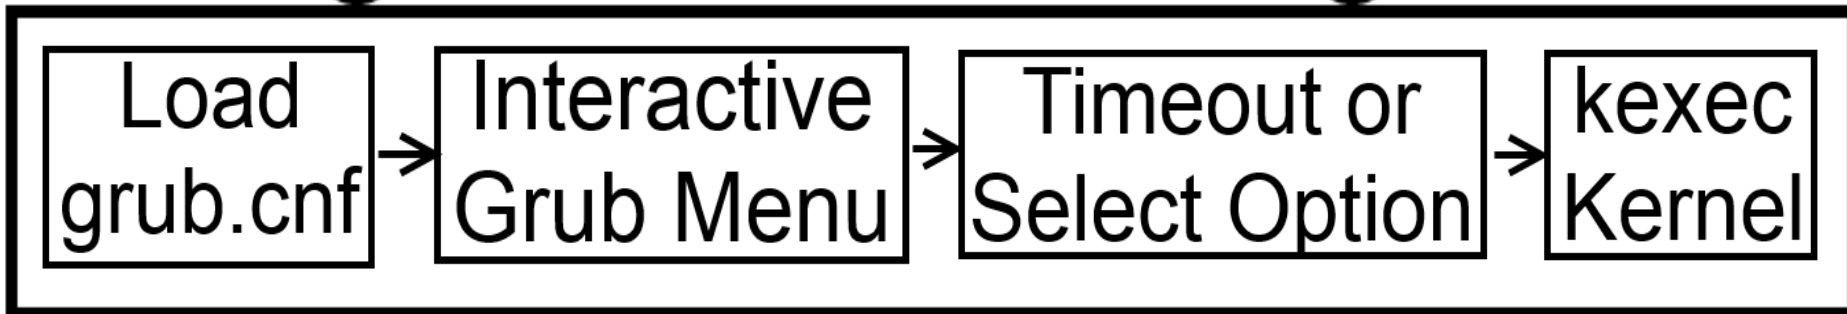 Load
grub.cnf
Interactive
Grub Menu
Timeout or
Select Option
kexec
Kernel